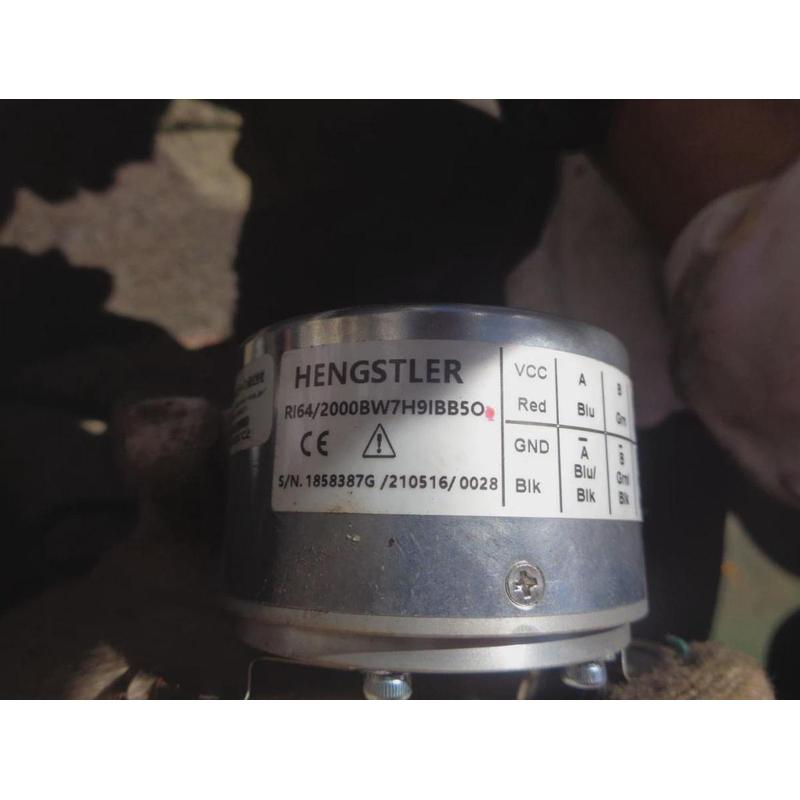 HENGSTLER
RI64/2000BW7H9IBB5O
CE
S/N. 1858387G /210516/ 0028
VCC
Red
A
Blu
B
Grn
GND
Blk
A̅
Blu/
Blk
B̅
Grn/
Blk